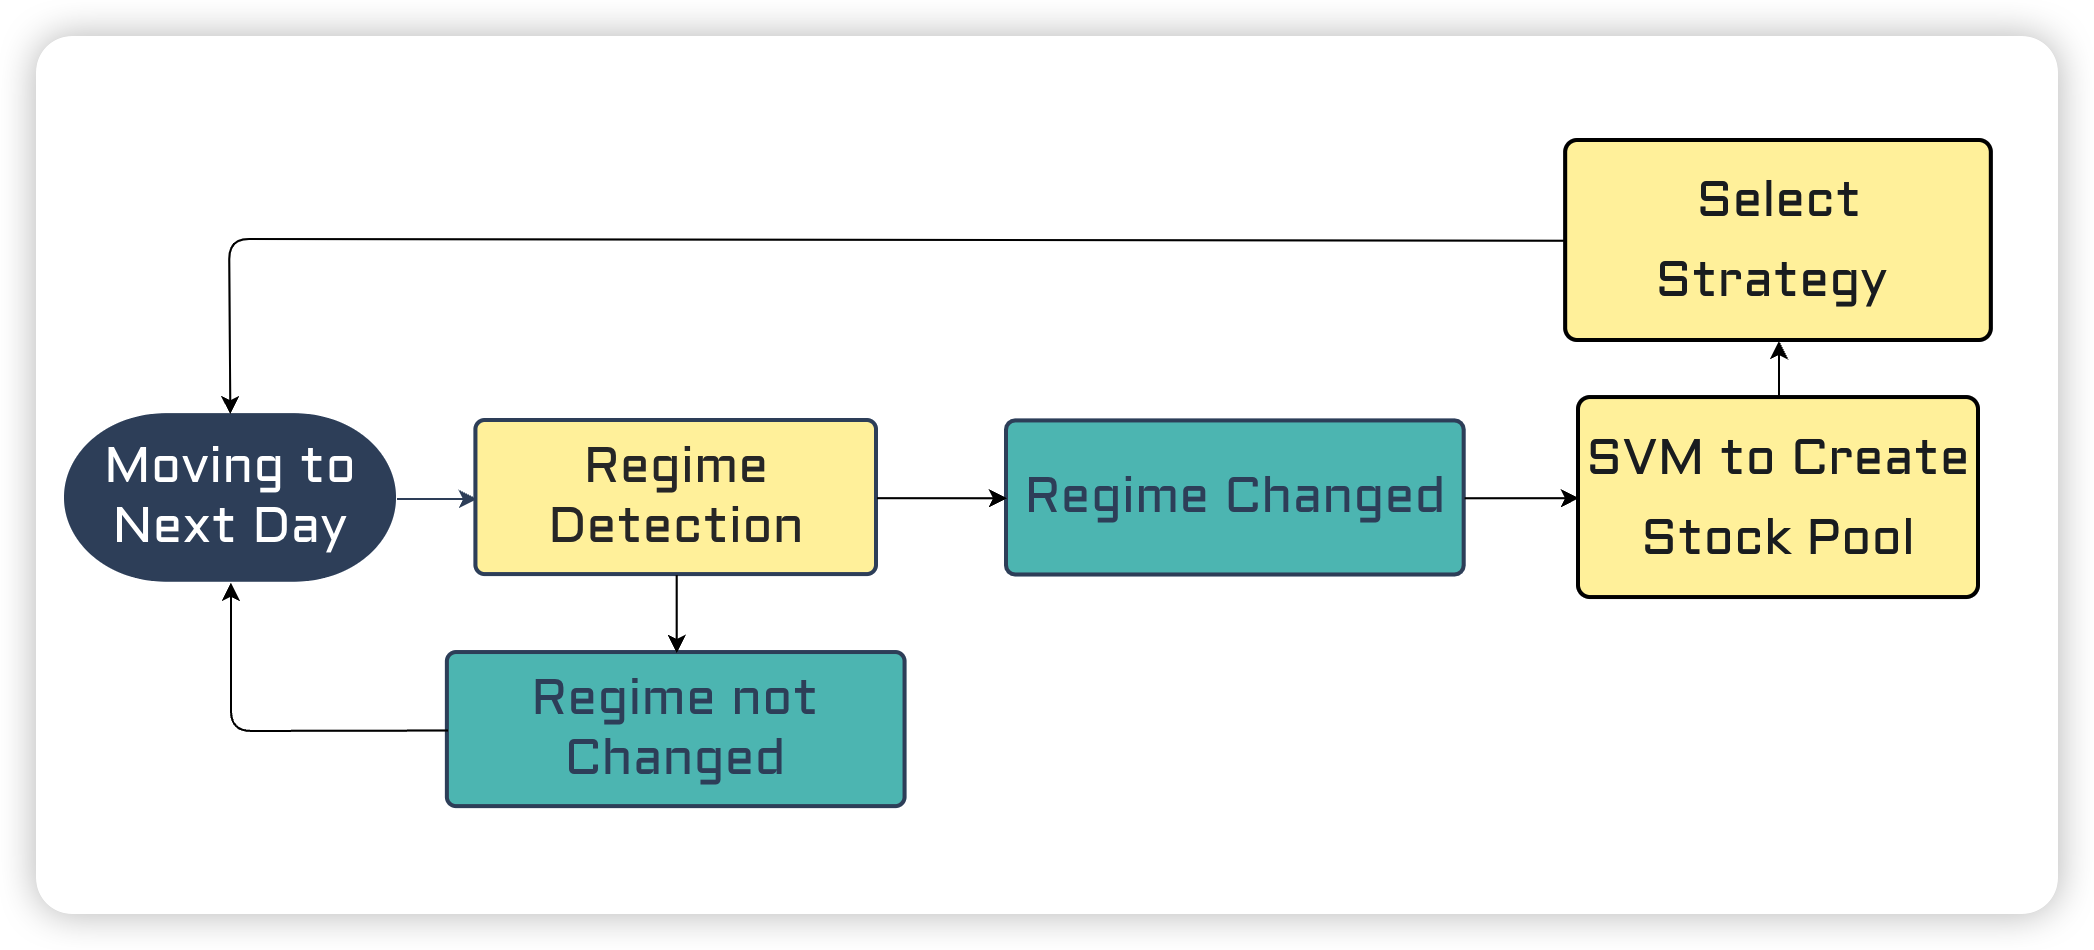 Select
Strategy
Moving to
Next Day
Regime
Detection
Regime Changed
SVM to Create
Stock Pool
Regime not
Changed